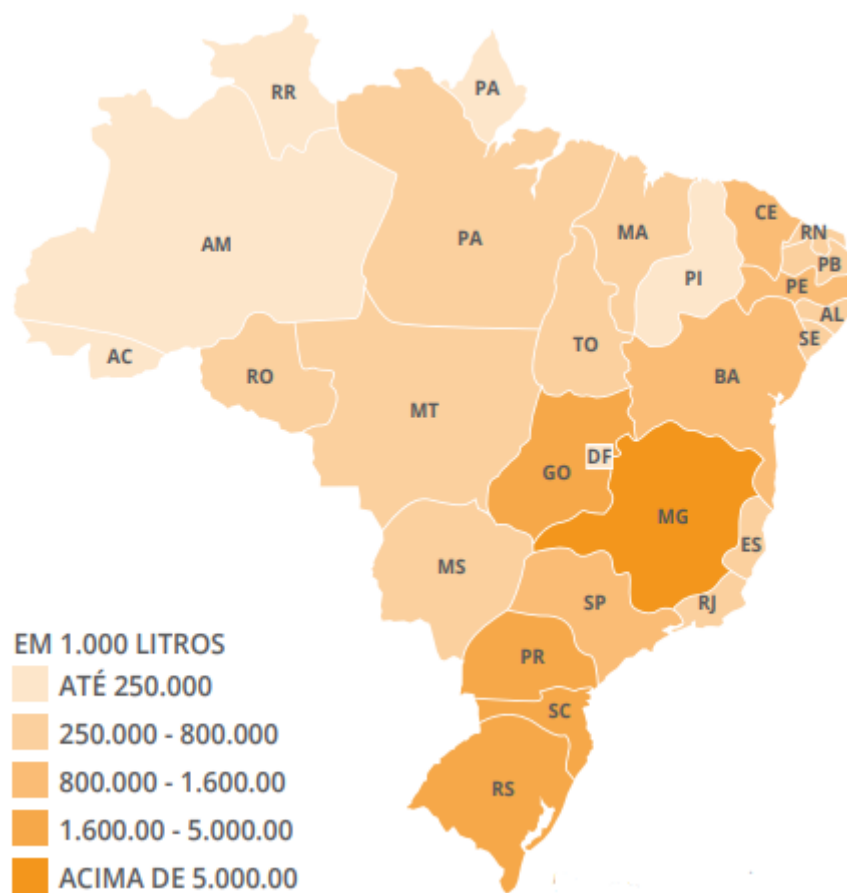 RR
PA
AM
PA
MA
CE
RN
PB
PI
PE
AL
SE
AC
RO
TO
BA
MT
DF
GO
MG
ES
MS
SP
RJ
PR
SC
RS
EM 1.000 LITROS
ATÉ 250.000
250.000 - 800.000
800.000 - 1.600.00
1.600.00 - 5.000.00
ACIMA DE 5.000.00